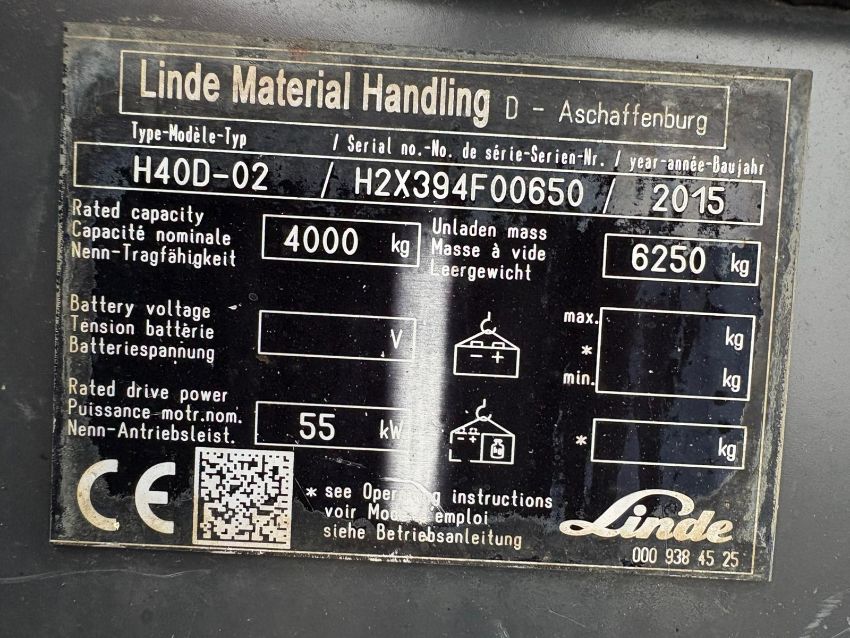 Linde Material Handling D - Aschaffenburg
Type-Modèle-Typ / Serial no.-No. de série-Serien-Nr. / year-année-Baujahr
H40D-02 / H2X394F00650 / 2015
Rated capacity
Capacité nominale
Nenn-Tragfähigkeit
4000 kg
Unladen mass
Masse à vide
Leergewicht
6250 kg
Battery voltage
Tension batterie
Batteriespannung
V
- +
max. kg
*
min. kg
Rated drive power
Puissance motr.nom.
Nenn-Antriebsleist.
55 kW
- +
* kg
CE
* see Operating instructions
voir Mode emploi
siehe Betriebsanleitung
Linde
000 938 45 25